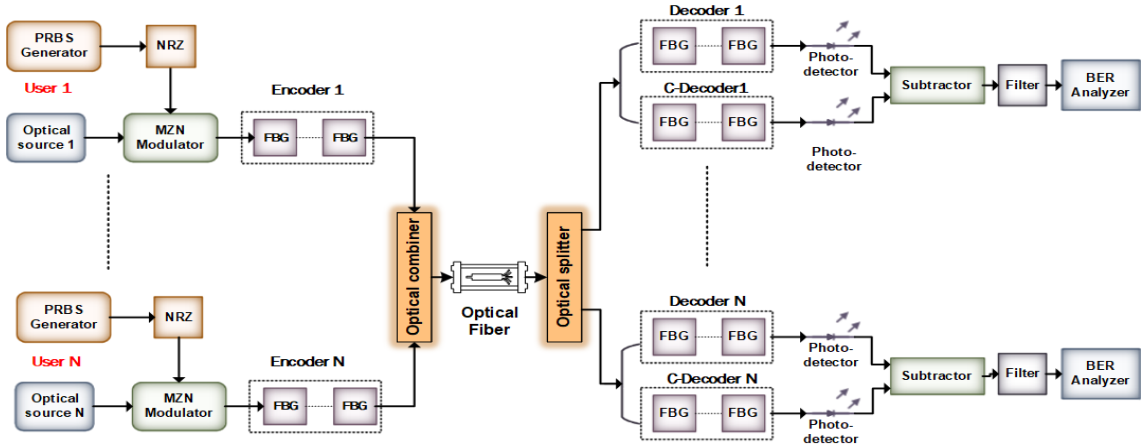 PRBS
Generator
NRZ
User 1
Optical
source 1
MZN
Modulator
Encoder 1
FBG
FBG
PRBS
Generator
NRZ
User N
Optical
source N
MZN
Modulator
Encoder N
FBG
FBG
Optical combiner
Optical
Fiber
Optical splitter
Decoder 1
FBG
FBG
Photo-
detector
C-Decoder1
FBG
FBG
Photo-
detector
Subtractor
Filter
BER
Analyzer
Decoder N
FBG
FBG
Photo-
detector
C-Decoder N
FBG
FBG
Photo-
detector
Subtractor
Filter
BER
Analyzer